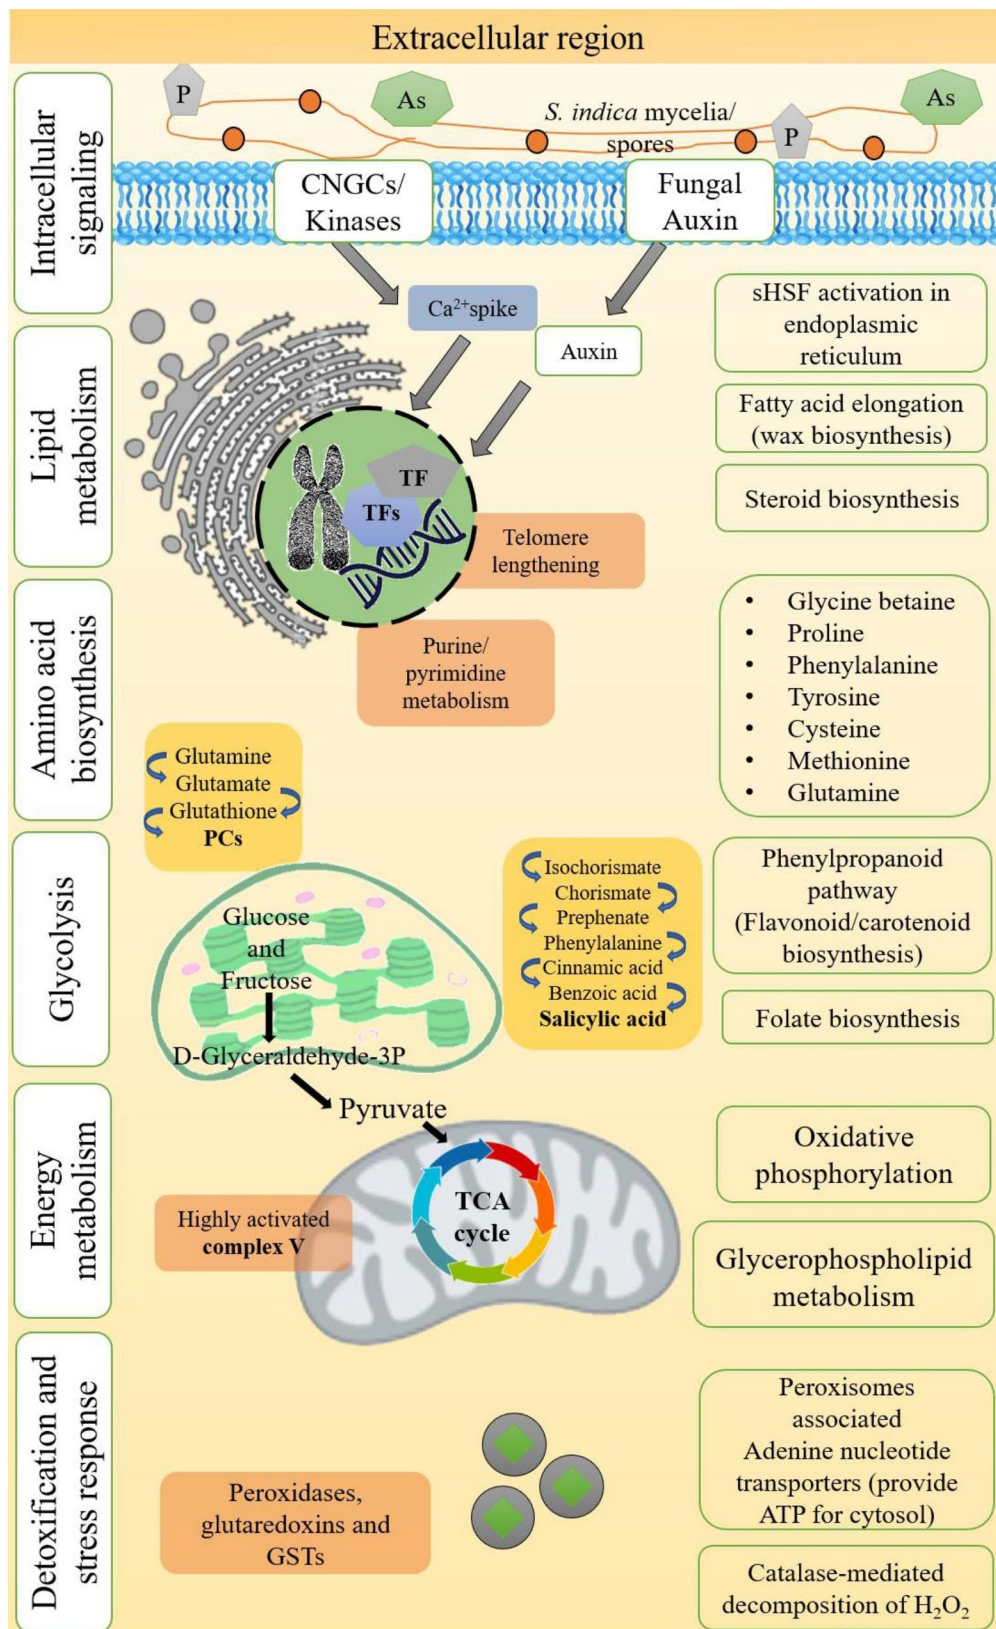 Extracellular region
Intracellular
signaling
P
As
S. indica mycelia/
spores
P
As
CNGCs/
Kinases
Fungal
Auxin
Ca²⁺spike
Auxin
sHSF activation in
endoplasmic
reticulum
Lipid
metabolism
Fatty acid elongation
(wax biosynthesis)
Steroid biosynthesis
TF
TFs
Telomere
lengthening
Purine/
pyrimidine
metabolism
Amino acid
biosynthesis
• Glycine betaine
• Proline
• Phenylalanine
• Tyrosine
• Cysteine
• Methionine
• Glutamine
Glutamine
Glutamate
Glutathione
PCs
Glycolysis
Glucose
and
Fructose
D-Glyceraldehyde-3P
Pyruvate
Isochorismate
Chorismate
Prephenate
Phenylalanine
Cinnamic acid
Benzoic acid
Salicylic acid
Phenylpropanoid
pathway
(Flavonoid/carotenoid
biosynthesis)
Folate biosynthesis
Energy
metabolism
Highly activated
complex V
TCA
cycle
Oxidative
phosphorylation
Glycerophospholipid
metabolism
Detoxification and
stress response
Peroxidases,
glutaredoxins and
GSTs
Peroxisomes
associated
Adenine nucleotide
transporters (provide
ATP for cytosol)
Catalase-mediated
decomposition of H₂O₂